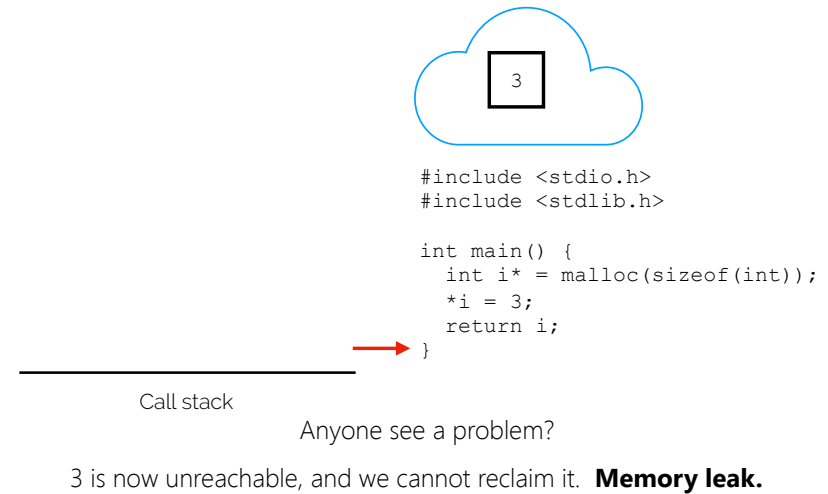 3
#include <stdio.h>
#include <stdlib.h>
int main() {
  int i* = malloc(sizeof(int));
  *i = 3;
  return i;
}
Call stack
Anyone see a problem?
3 is now unreachable, and we cannot reclaim it. Memory leak.